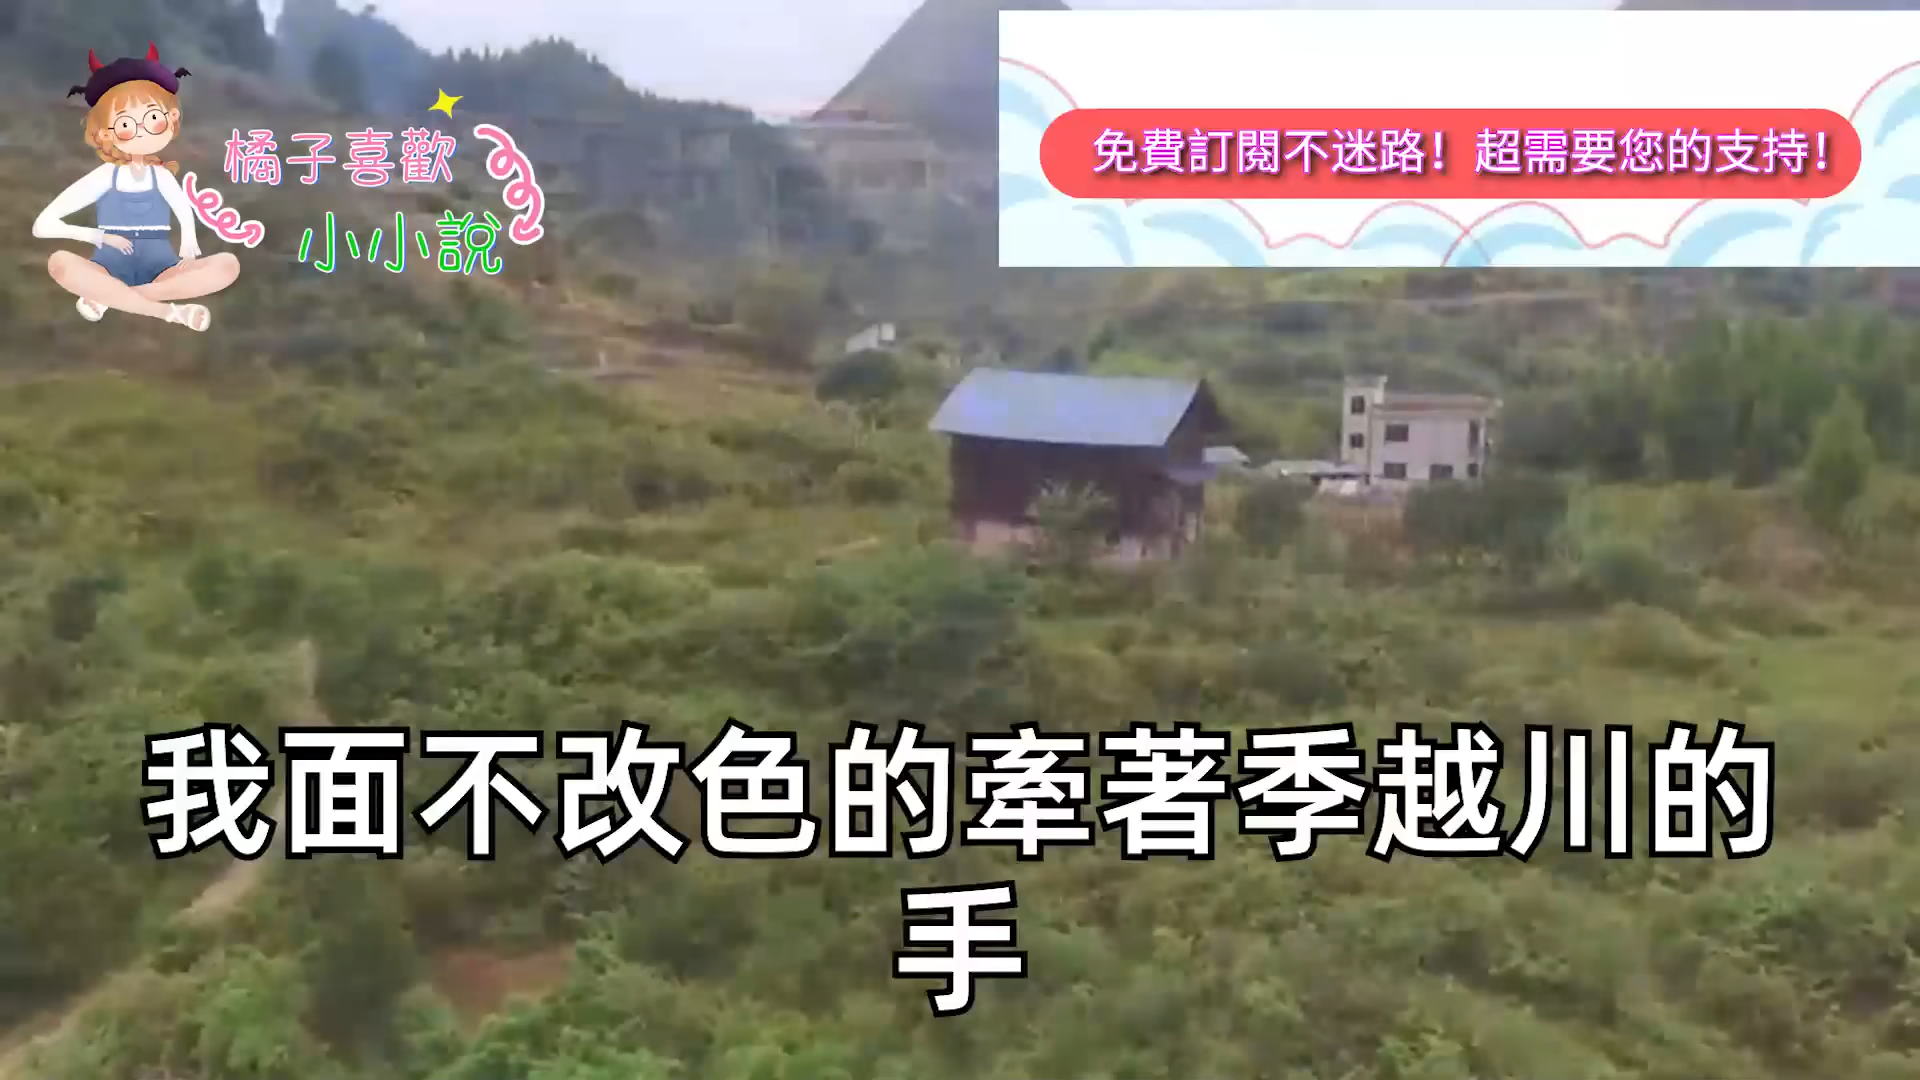 橘子喜歡
小小說
免費訂閱不迷路！超需要您的支持！
我面不改色的牽著季越川的
手